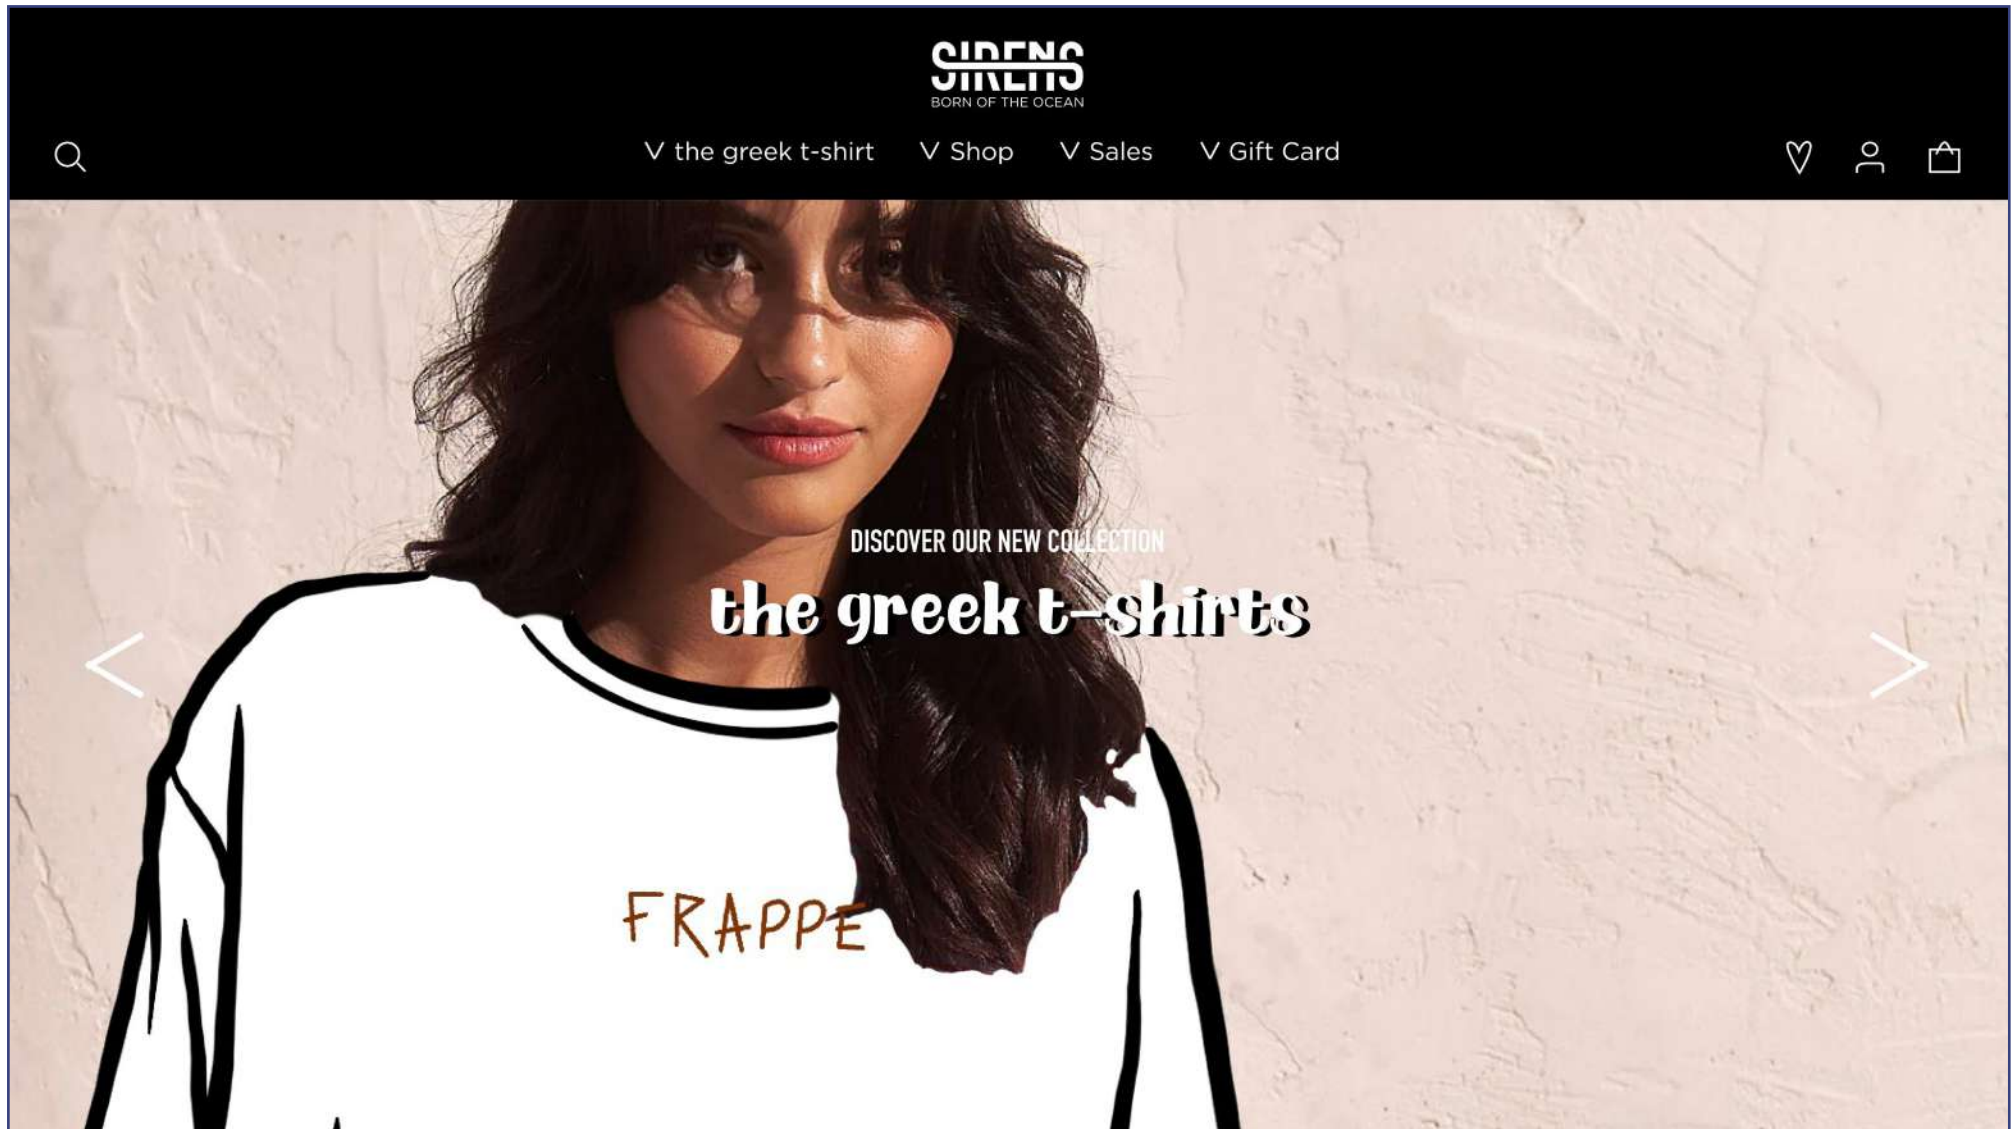 SIRENS
BORN OF THE OCEAN
the greek t-shirt Shop Sales Gift Card
DISCOVER OUR NEW COLLECTION
the greek t-shirts
FRAPPE